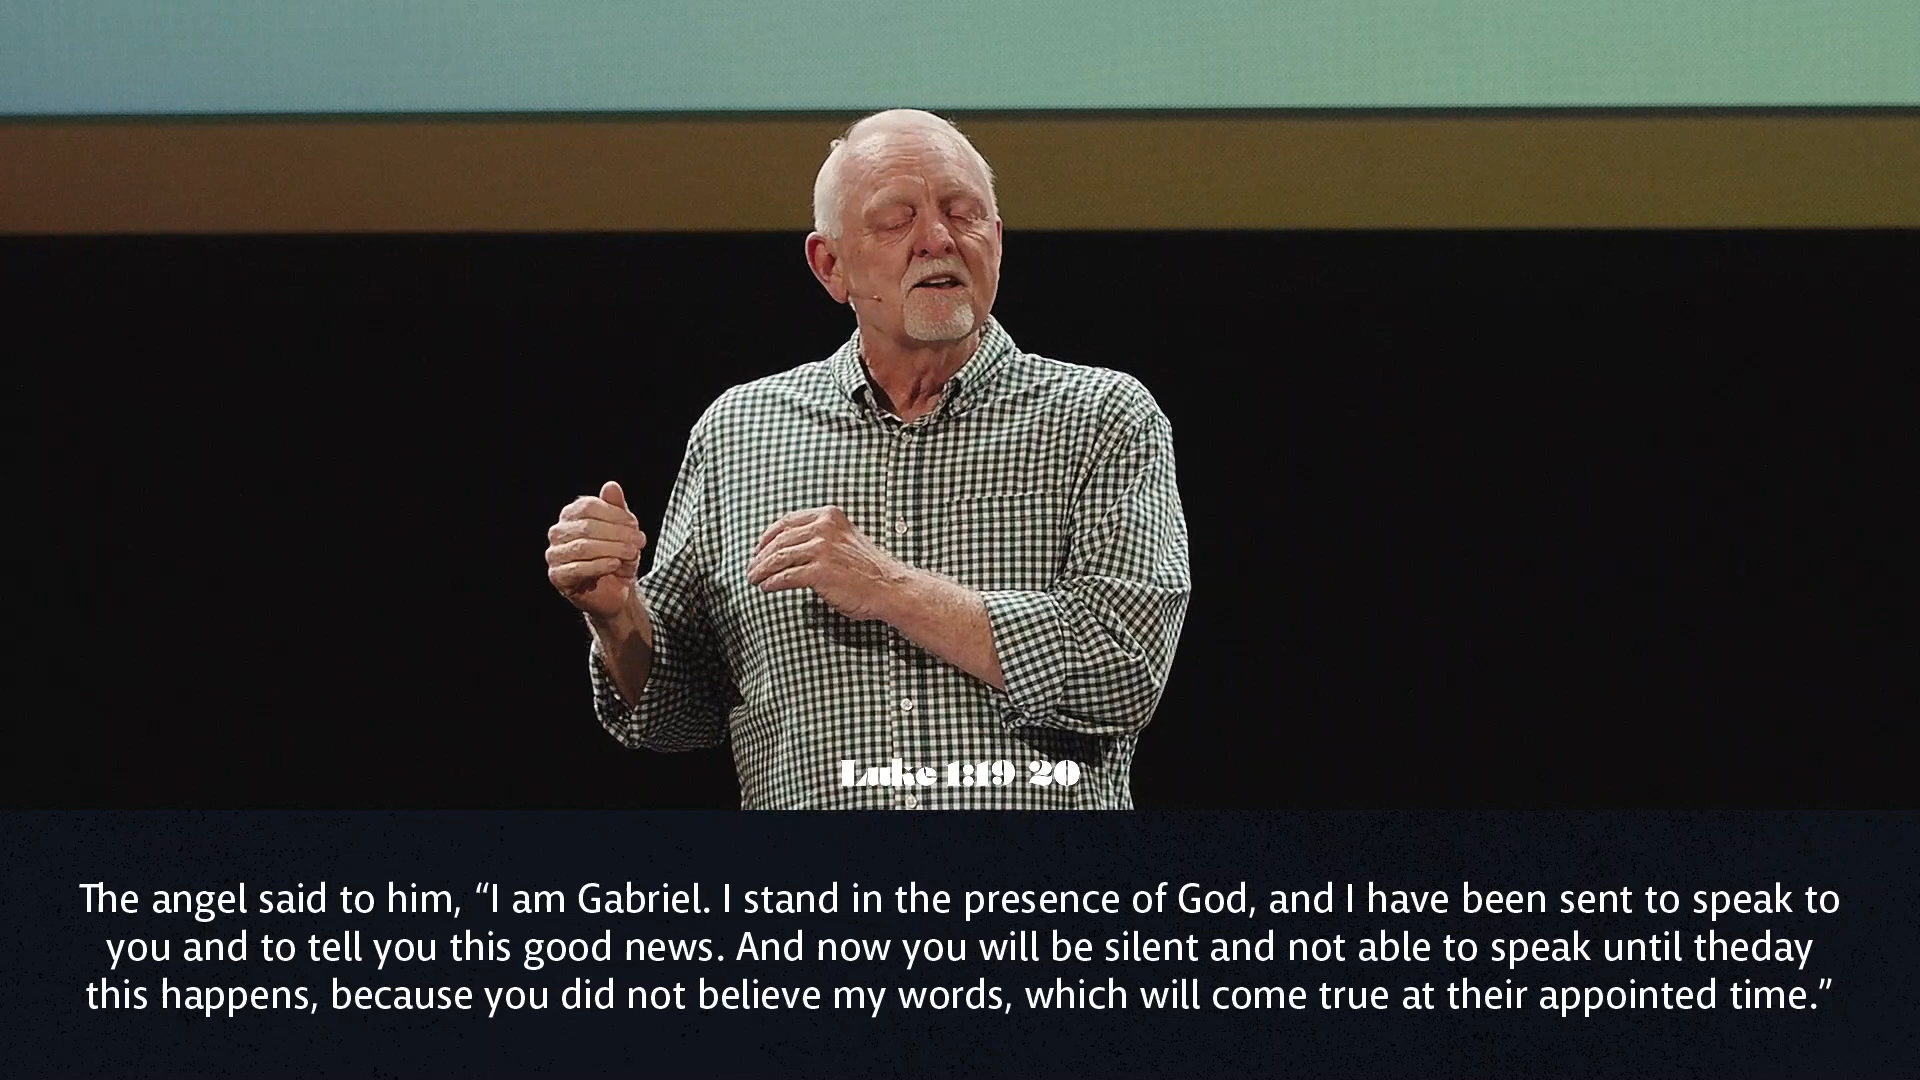 Luke 1:19 20
The angel said to him, “I am Gabriel. I stand in the presence of God, and I have been sent to speak to
you and to tell you this good news. And now you will be silent and not able to speak until theday
this happens, because you did not believe my words, which will come true at their appointed time.”